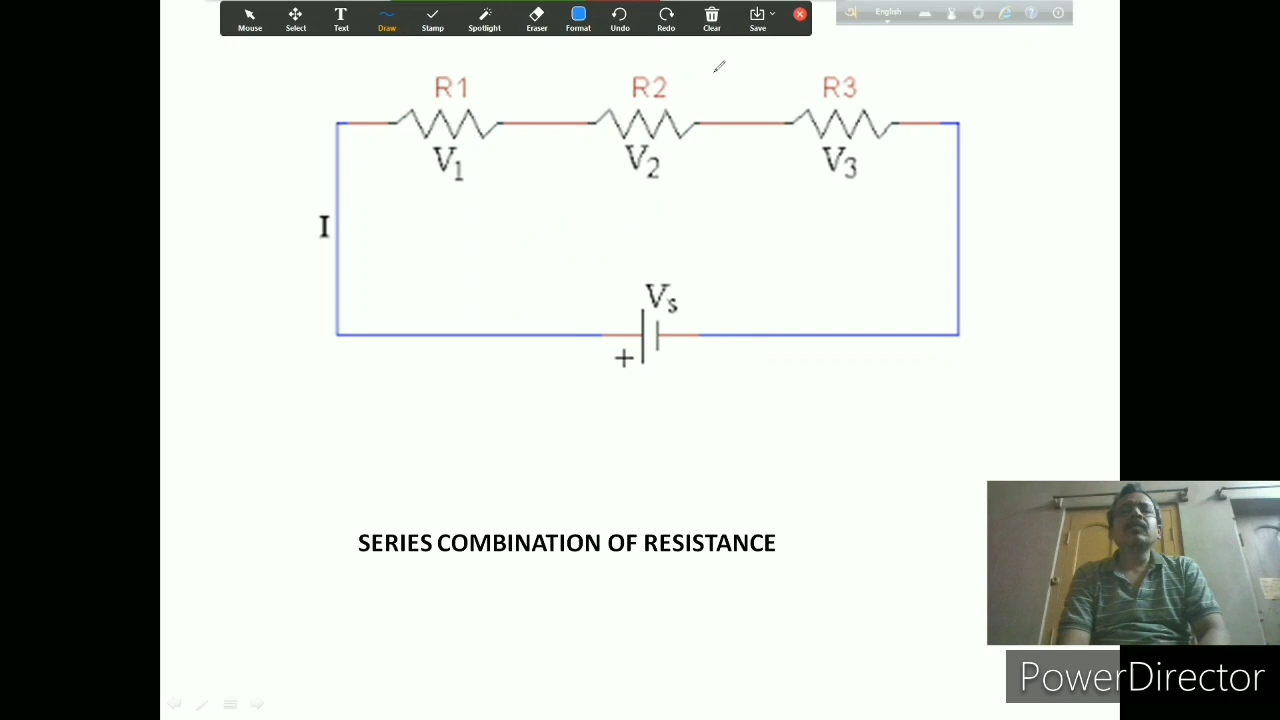 Mouse Select Text Draw Stamp Spotlight Eraser Format Undo Redo Clear Save
অ English
R1 R2 R3
V1 V2 V3
I
Vs
+
SERIES COMBINATION OF RESISTANCE
PowerDirector